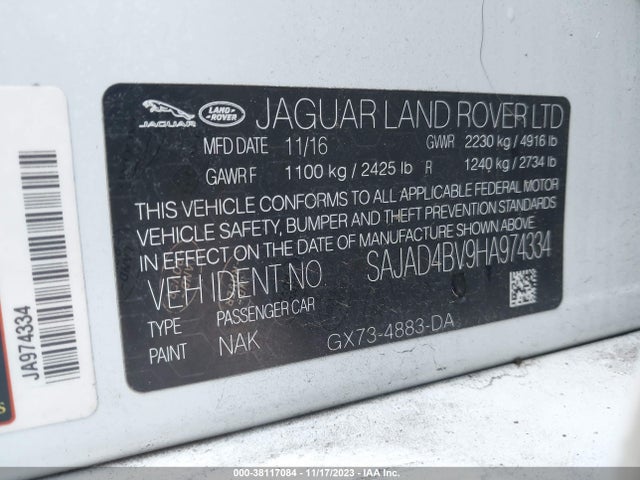 JAGUAR LAND-ROVER JAGUAR LAND ROVER LTD
MFD DATE 11/16 GVWR 2230 kg / 4916 lb
GAWR F 1100 kg / 2425 lb R 1240 kg / 2734 lb
THIS VEHICLE CONFORMS TO ALL APPLICABLE FEDERAL MOTOR
VEHICLE SAFETY, BUMPER AND THEFT PREVENTION STANDARDS
IN EFFECT ON THE DATE OF MANUFACTURE SHOWN ABOVE.
VEH IDENT NO SAJAD4BV9HA974334
TYPE PASSENGER CAR
PAINT NAK GX73-4883-DA
JA974334
000-38117084 - 11/17/2023 - IAA Inc.